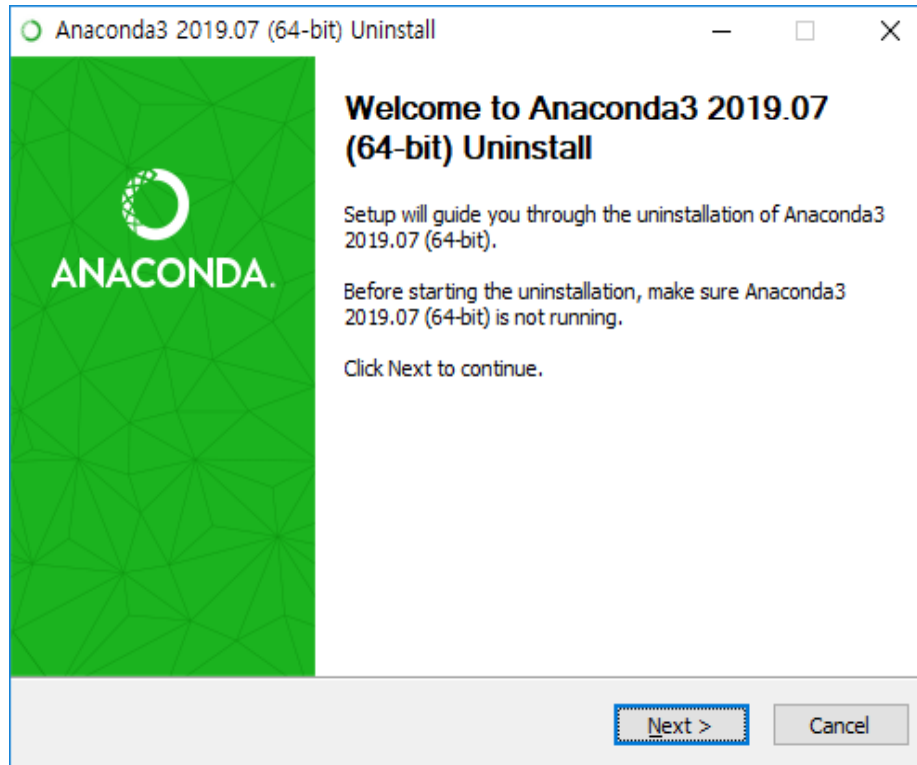 Anaconda3 2019.07 (64-bit) Uninstall
Welcome to Anaconda3 2019.07
(64-bit) Uninstall
Setup will guide you through the uninstallation of Anaconda3
2019.07 (64-bit).
Before starting the uninstallation, make sure Anaconda3
2019.07 (64-bit) is not running.
Click Next to continue.
ANACONDA.
Next >
Cancel